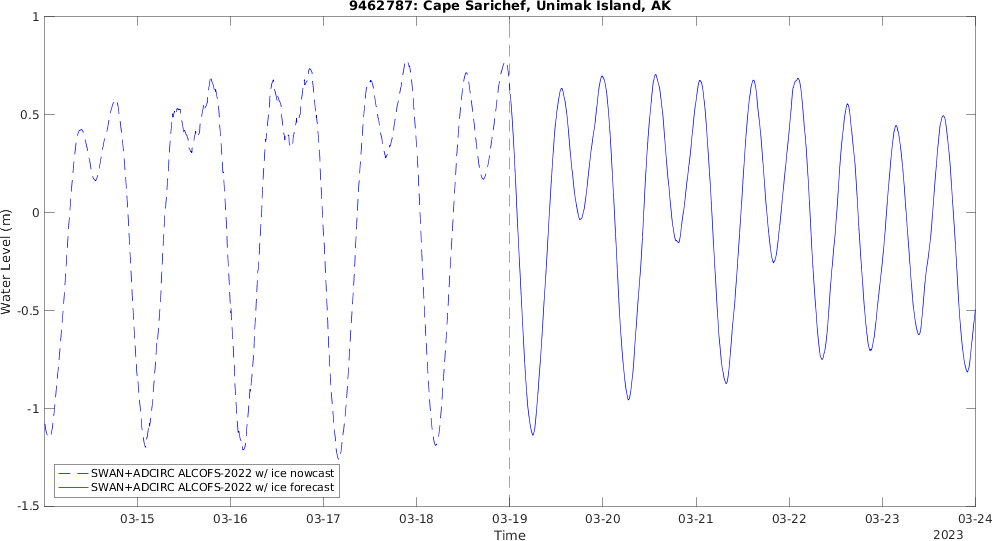 9462787: Cape Sarichef, Unimak Island, AK
1
0.5
0
-0.5
-1
-1.5
Water Level (m)
SWAN+ADCIRC ALCOFS-2022 w/ ice nowcast
SWAN+ADCIRC ALCOFS-2022 w/ ice forecast
03-15 03-16 03-17 03-18 03-19 03-20 03-21 03-22 03-23 03-24
Time
2023